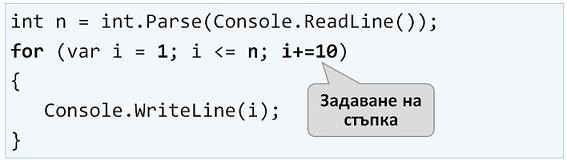 int n = int.Parse(Console.ReadLine());
for (var i = 1; i <= n; i+=10)
{
Console.WriteLine(i);
}
Задаване на
стъпка